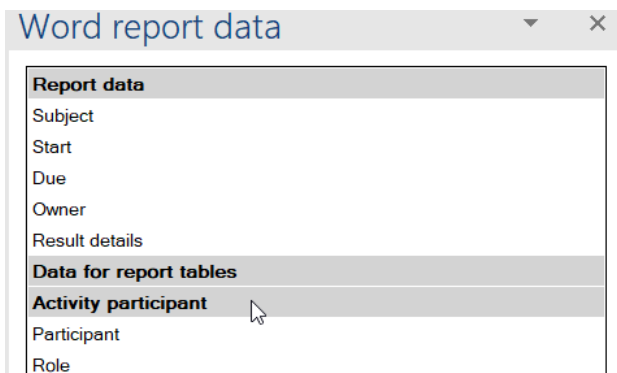 Word report data
Report data
Subject
Start
Due
Owner
Result details
Data for report tables
Activity participant
Participant
Role